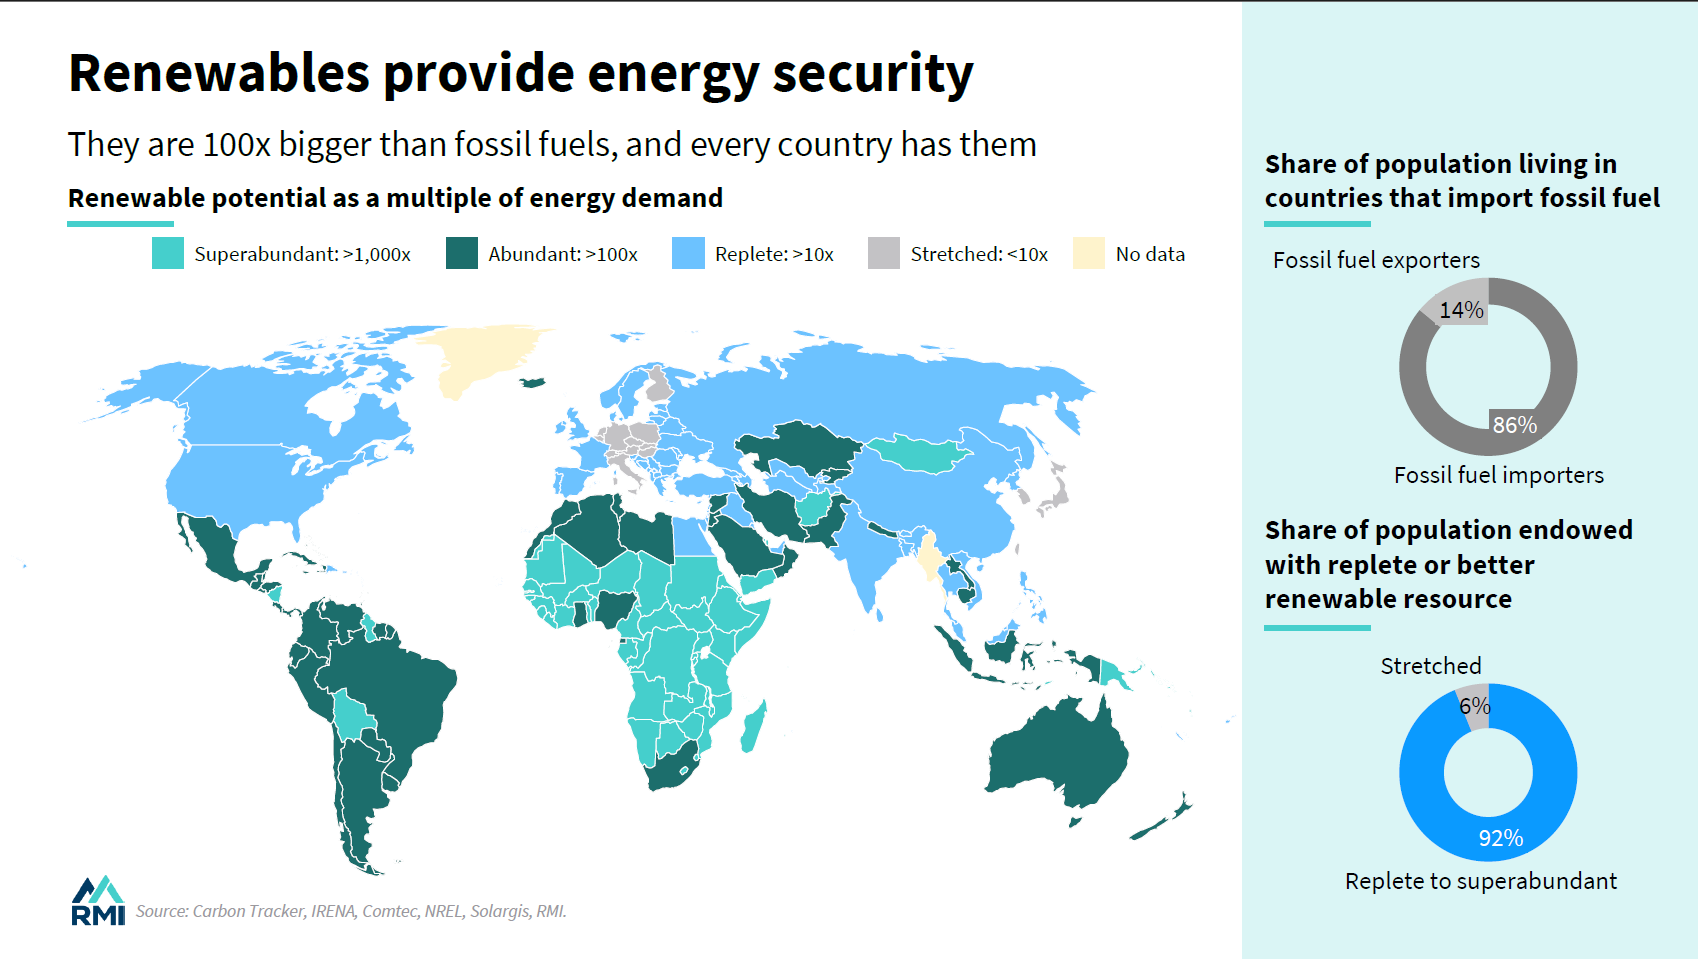 Renewables provide energy security
They are 100x bigger than fossil fuels, and every country has them
Renewable potential as a multiple of energy demand
Superabundant: >1,000x
Abundant: >100x
Replete: >10x
Stretched: <10x
No data
RMI
Source: Carbon Tracker, IRENA, Comtec, NREL, Solargis, RMI.
Share of population living in
countries that import fossil fuel
Fossil fuel exporters
14%
86%
Fossil fuel importers
Share of population endowed
with replete or better
renewable resource
Stretched
6%
92%
Replete to superabundant